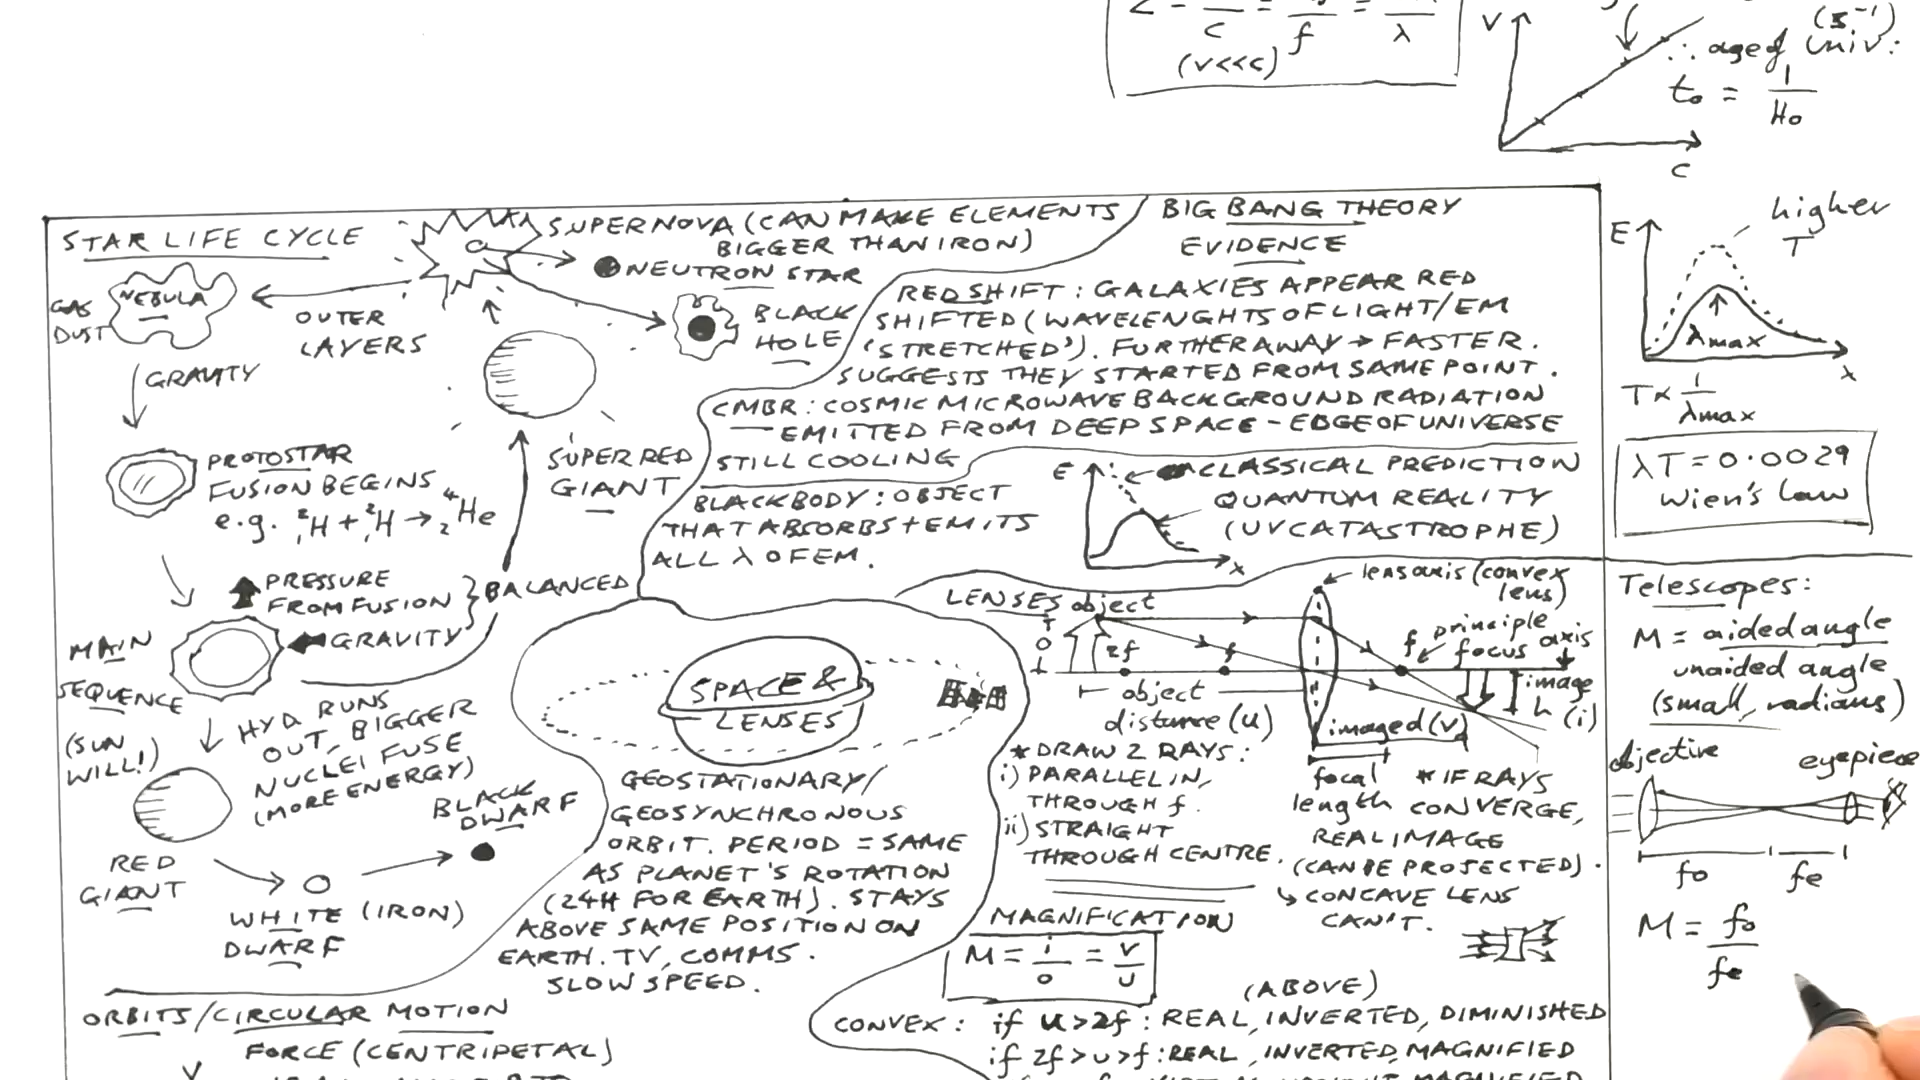 c f λ
(v<<c)
V
(s⁻¹)
∴ age of Univ:
t₀ = 1/H₀
C
STAR LIFE CYCLE
SUPERNOVA (CAN MAKE ELEMENTS
BIGGER THAN IRON)
NEUTRON STAR
BLACK
HOLE
NEBULA
GAS
DUST
OUTER
LAYERS
GRAVITY
PROTOSTAR
FUSION BEGINS
e.g. ²₁H + ²₁H → ⁴₂He
SUPER RED
GIANT
PRESSURE
FROM FUSION
GRAVITY
BALANCED
MAIN
SEQUENCE
(SUN
WILL!)
HYD RUNS
OUT, BIGGER
NUCLEI FUSE
(MORE ENERGY)
BLACK
DWARF
RED
GIANT
WHITE (IRON)
DWARF
BIG BANG THEORY
EVIDENCE
REDSHIFT: GALAXIES APPEAR RED
SHIFTED (WAVELENGHTS OF LIGHT/EM
'STRETCHED'). FURTHER AWAY → FASTER.
SUGGESTS THEY STARTED FROM SAME POINT.
CMBR: COSMIC MICROWAVE BACKGROUND RADIATION
EMITTED FROM DEEP SPACE - EDGE OF UNIVERSE
STILL COOLING
BLACKBODY: OBJECT
THAT ABSORBS + EMITS
ALL λ OF EM.
E
CLASSICAL PREDICTION
QUANTUM REALITY
(UV CATASTROPHE)
λ
E
higher
T
λmax
λ
T ∝ 1/λmax
λT = 0.0029
Wien's law
SPACE &
LENSES
GEOSTATIONARY/
GEOSYNCHRONOUS
ORBIT. PERIOD = SAME
AS PLANET'S ROTATION
(24H FOR EARTH). STAYS
ABOVE SAME POSITION ON
EARTH. TV, COMMS.
SLOW SPEED.
ORBITS/CIRCULAR MOTION
FORCE (CENTRIPETAL)
LENSES
object
lens axis (convex
lens)
O
2f
f
f
principle
focus
axis
object
distance (u)
image
h (i)
image d (v)
focal
length
* DRAW 2 RAYS:
i) PARALLEL IN,
THROUGH f.
ii) STRAIGHT
THROUGH CENTRE.
* IF RAYS
CONVERGE,
REAL IMAGE
(CAN BE PROJECTED).
↳ CONCAVE LENS
CAN'T.
MAGNIFICATION
M = i/o = v/u
(ABOVE)
CONVEX: if u>2f: REAL, INVERTED, DIMINISHED
if 2f>u>f: REAL, INVERTED, MAGNIFIED
Telescopes:
M = aided angle
unaided angle
(small, radians)
objective
eyepiece
fo
fe
M = fo/fe